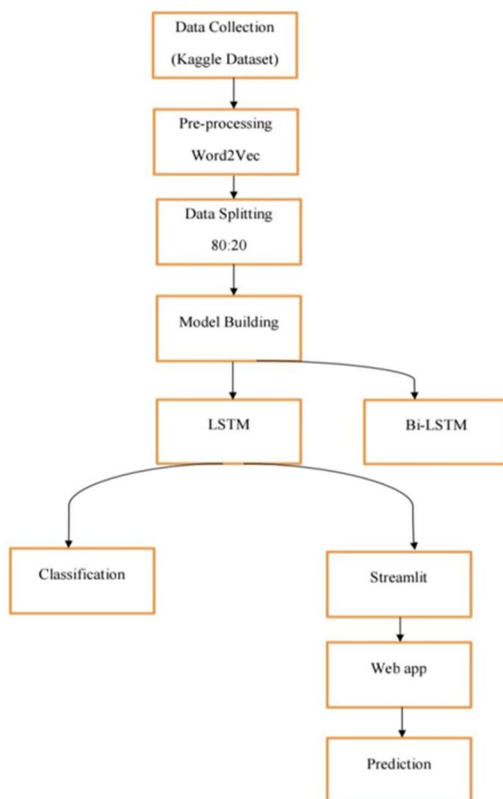 Data Collection
(Kaggle Dataset)
Pre-processing
Word2Vec
Data Splitting
80:20
Model Building
LSTM
Bi-LSTM
Classification
Streamlit
Web app
Prediction